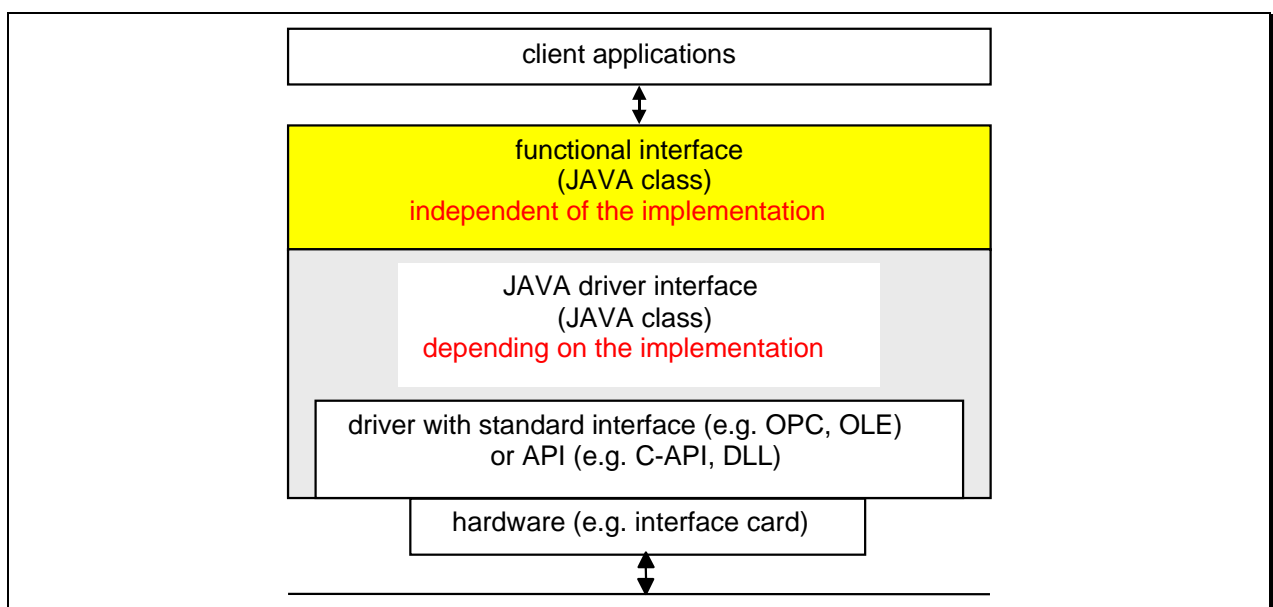 client applications
functional interface
(JAVA class)
independent of the implementation
JAVA driver interface
(JAVA class)
depending on the implementation
driver with standard interface (e.g. OPC, OLE)
or API (e.g. C-API, DLL)
hardware (e.g. interface card)